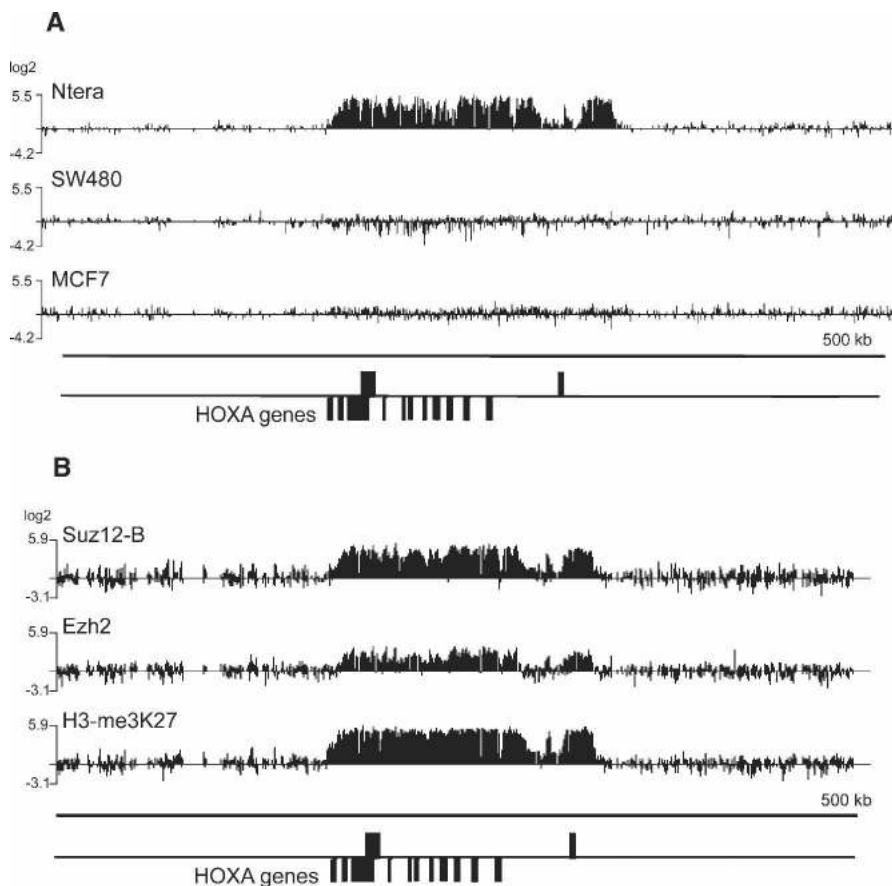 A
log2
Ntera
5.5
-4.2
SW480
5.5
-4.2
MCF7
5.5
-4.2
500 kb
HOXA genes
B
log2
Suz12-B
5.9
-3.1
Ezh2
5.9
-3.1
H3-me3K27
5.9
-3.1
500 kb
HOXA genes